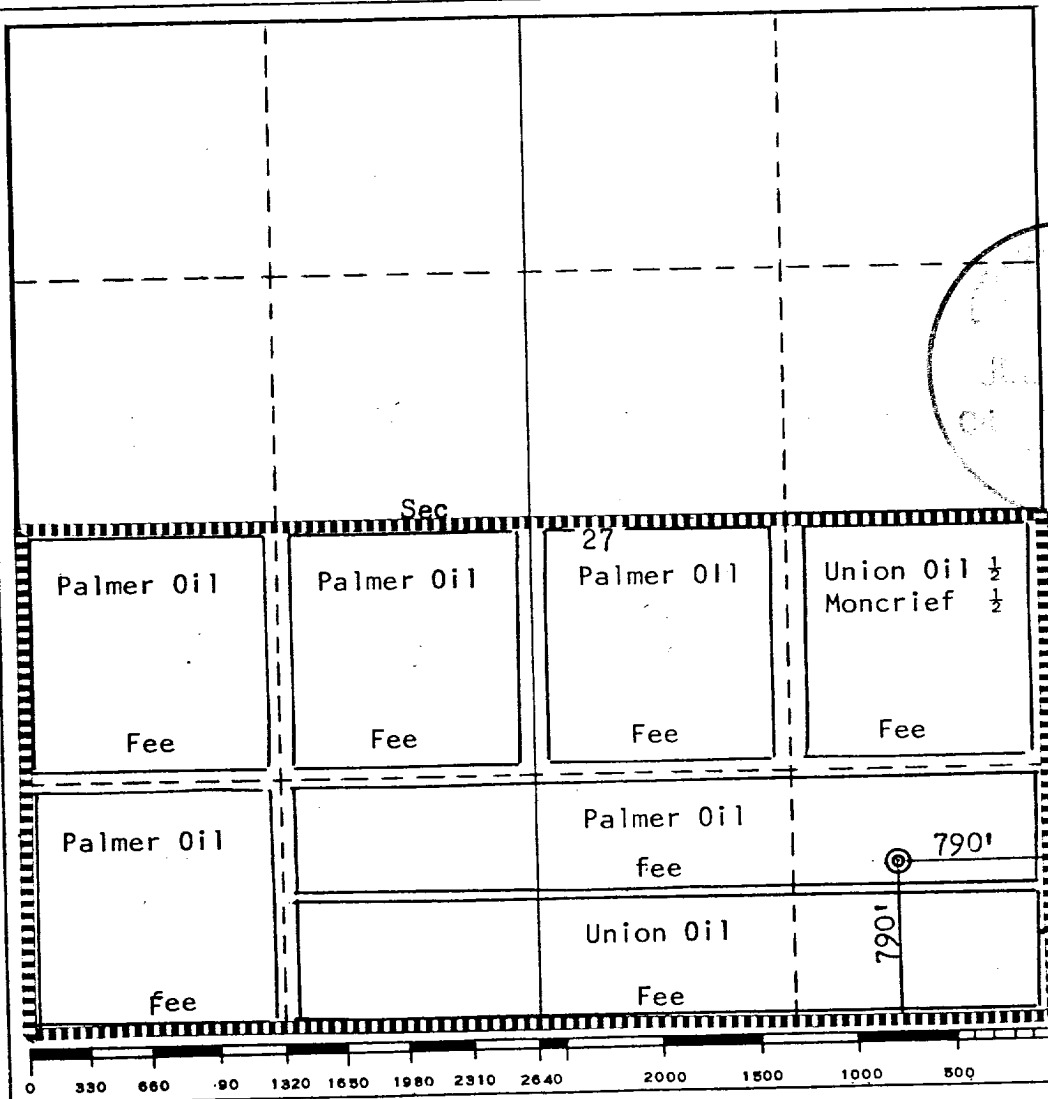 Sec
27
Palmer Oil
Palmer Oil
Palmer Oil
Union Oil ½
Moncrief ½
Fee
Fee
Fee
Fee
Palmer Oil
Palmer Oil
fee
790'
790'
Union Oil
Fee
Fee
0 330 660 90 1320 1650 1980 2310 2640 2000 1500 1000 500